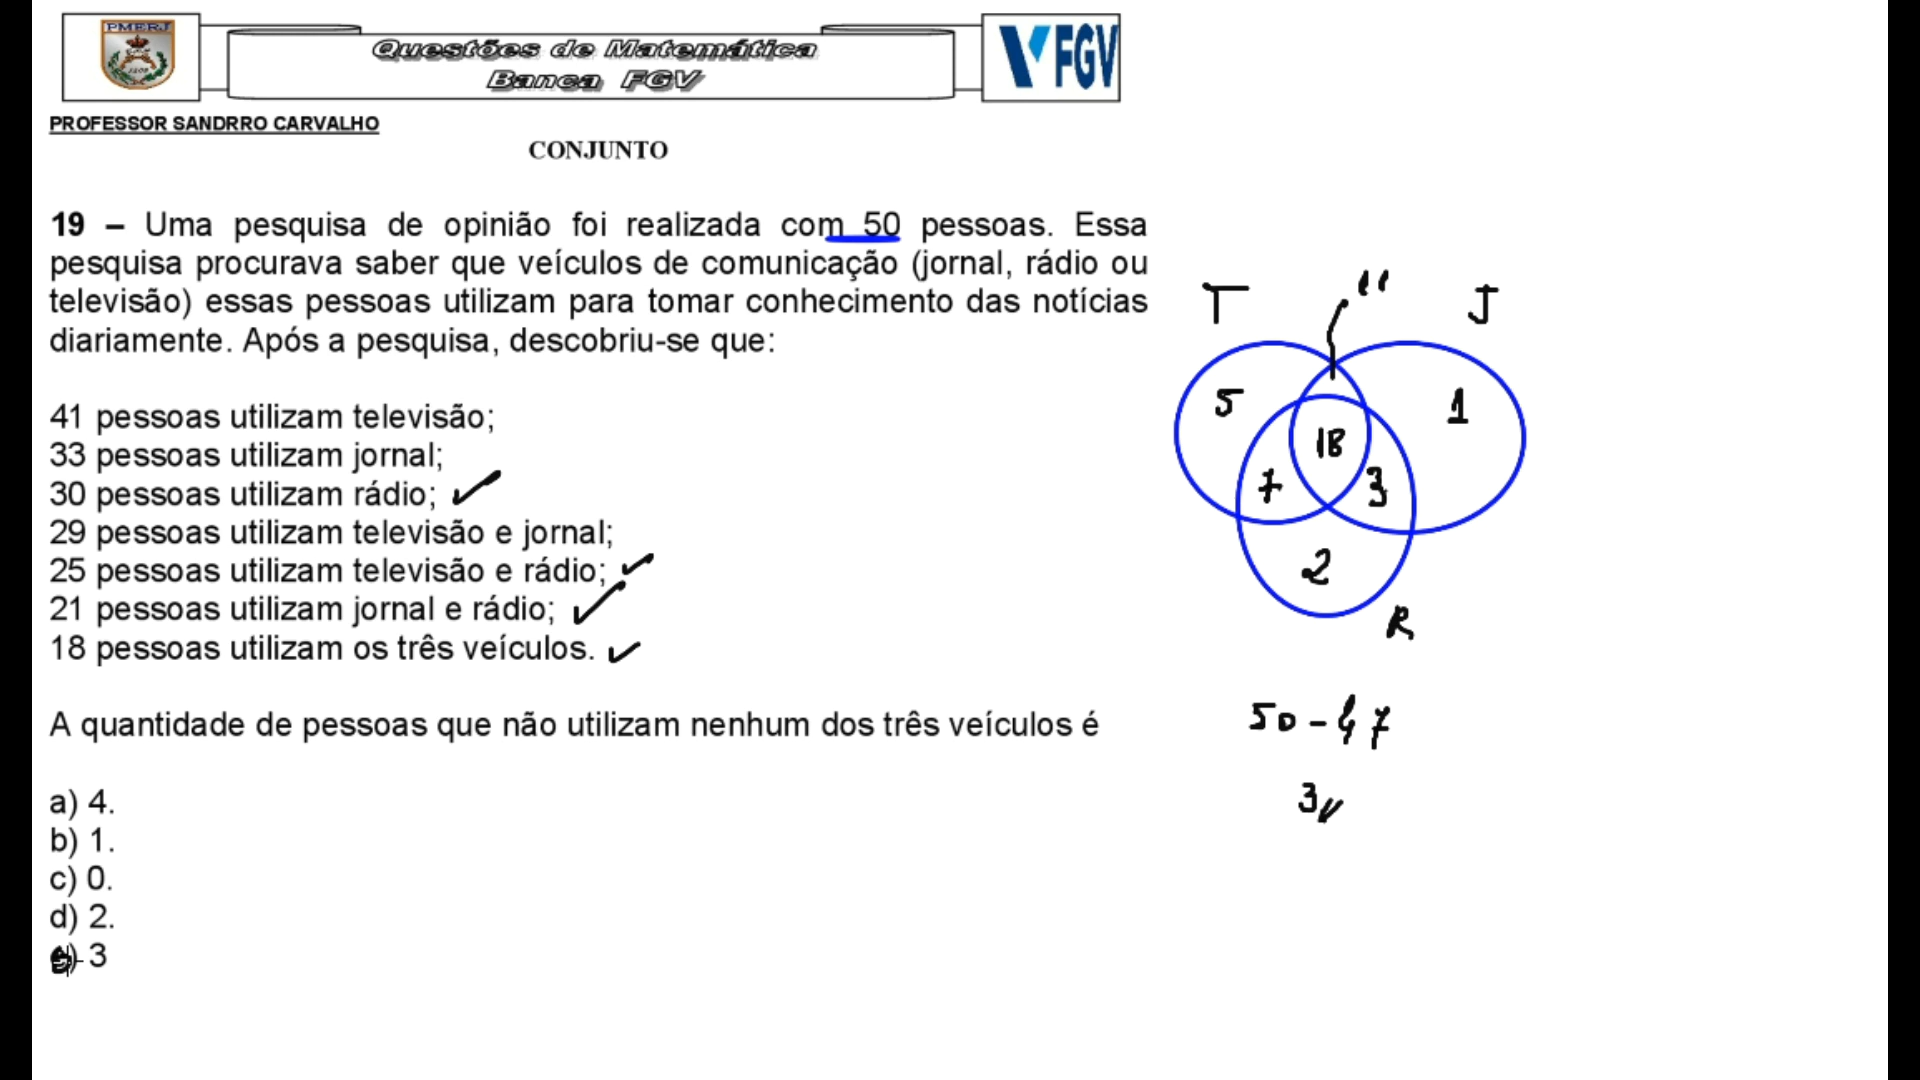 PMERJ
Questões de Matemática
Banca FGV
FGV
PROFESSOR SANDRRO CARVALHO
CONJUNTO
19 – Uma pesquisa de opinião foi realizada com 50 pessoas. Essa
pesquisa procurava saber que veículos de comunicação (jornal, rádio ou
televisão) essas pessoas utilizam para tomar conhecimento das notícias
diariamente. Após a pesquisa, descobriu-se que:
41 pessoas utilizam televisão;
33 pessoas utilizam jornal;
30 pessoas utilizam rádio;
29 pessoas utilizam televisão e jornal;
25 pessoas utilizam televisão e rádio;
21 pessoas utilizam jornal e rádio;
18 pessoas utilizam os três veículos.
A quantidade de pessoas que não utilizam nenhum dos três veículos é
a) 4.
b) 1.
c) 0.
d) 2.
e) 3
T
11
J
5
1
18
7
3
2
R
50 - 47
3